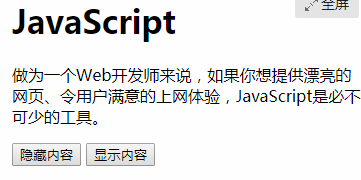 全屏
JavaScript
做为一个Web开发师来说，如果你想提供漂亮的
网页、令用户满意的上网体验，JavaScript是必不
可少的工具。
隐藏内容 显示内容